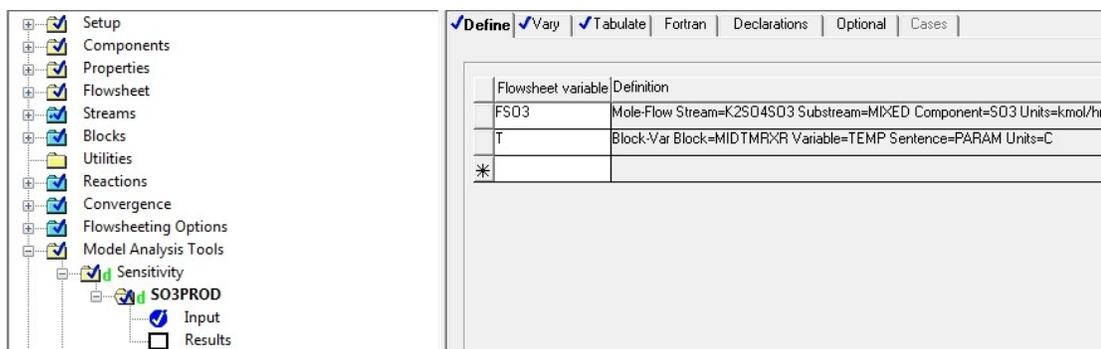 Setup
Components
Properties
Flowsheet
Streams
Blocks
Utilities
Reactions
Convergence
Flowsheeting Options
Model Analysis Tools
d Sensitivity
d SO3PROD
Input
Results
Define Vary Tabulate Fortran Declarations Optional Cases
Flowsheet variable Definition
FSO3 Mole-Flow Stream=K2SO4SO3 Substream=MIXED Component=SO3 Units=kmol/hr
T Block-Var Block=MIDTMRXR Variable=TEMP Sentence=PARAM Units=C